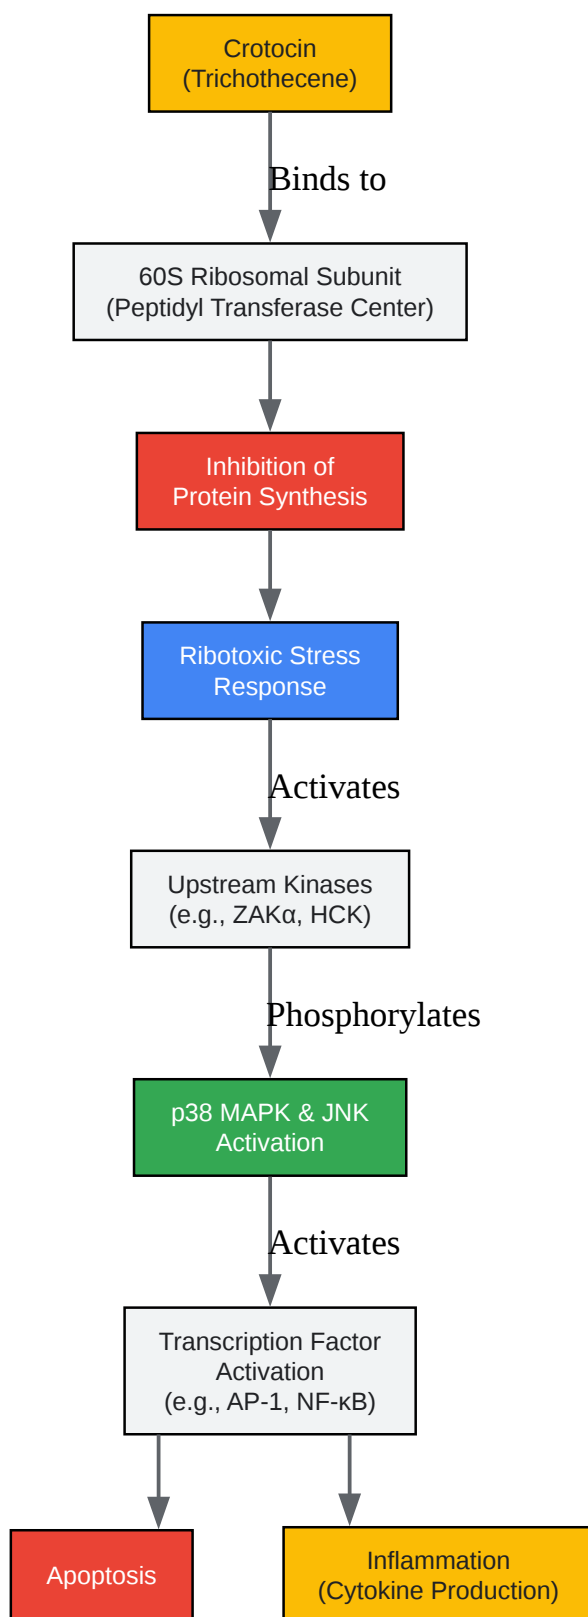 Crotocin
(Trichothecene)
Binds to
60S Ribosomal Subunit
(Peptidyl Transferase Center)
Inhibition of
Protein Synthesis
Ribotoxic Stress
Response
Activates
Upstream Kinases
(e.g., ZAKα, HCK)
Phosphorylates
p38 MAPK & JNK
Activation
Activates
Transcription Factor
Activation
(e.g., AP-1, NF-κB)
Apoptosis
Inflammation
(Cytokine Production)